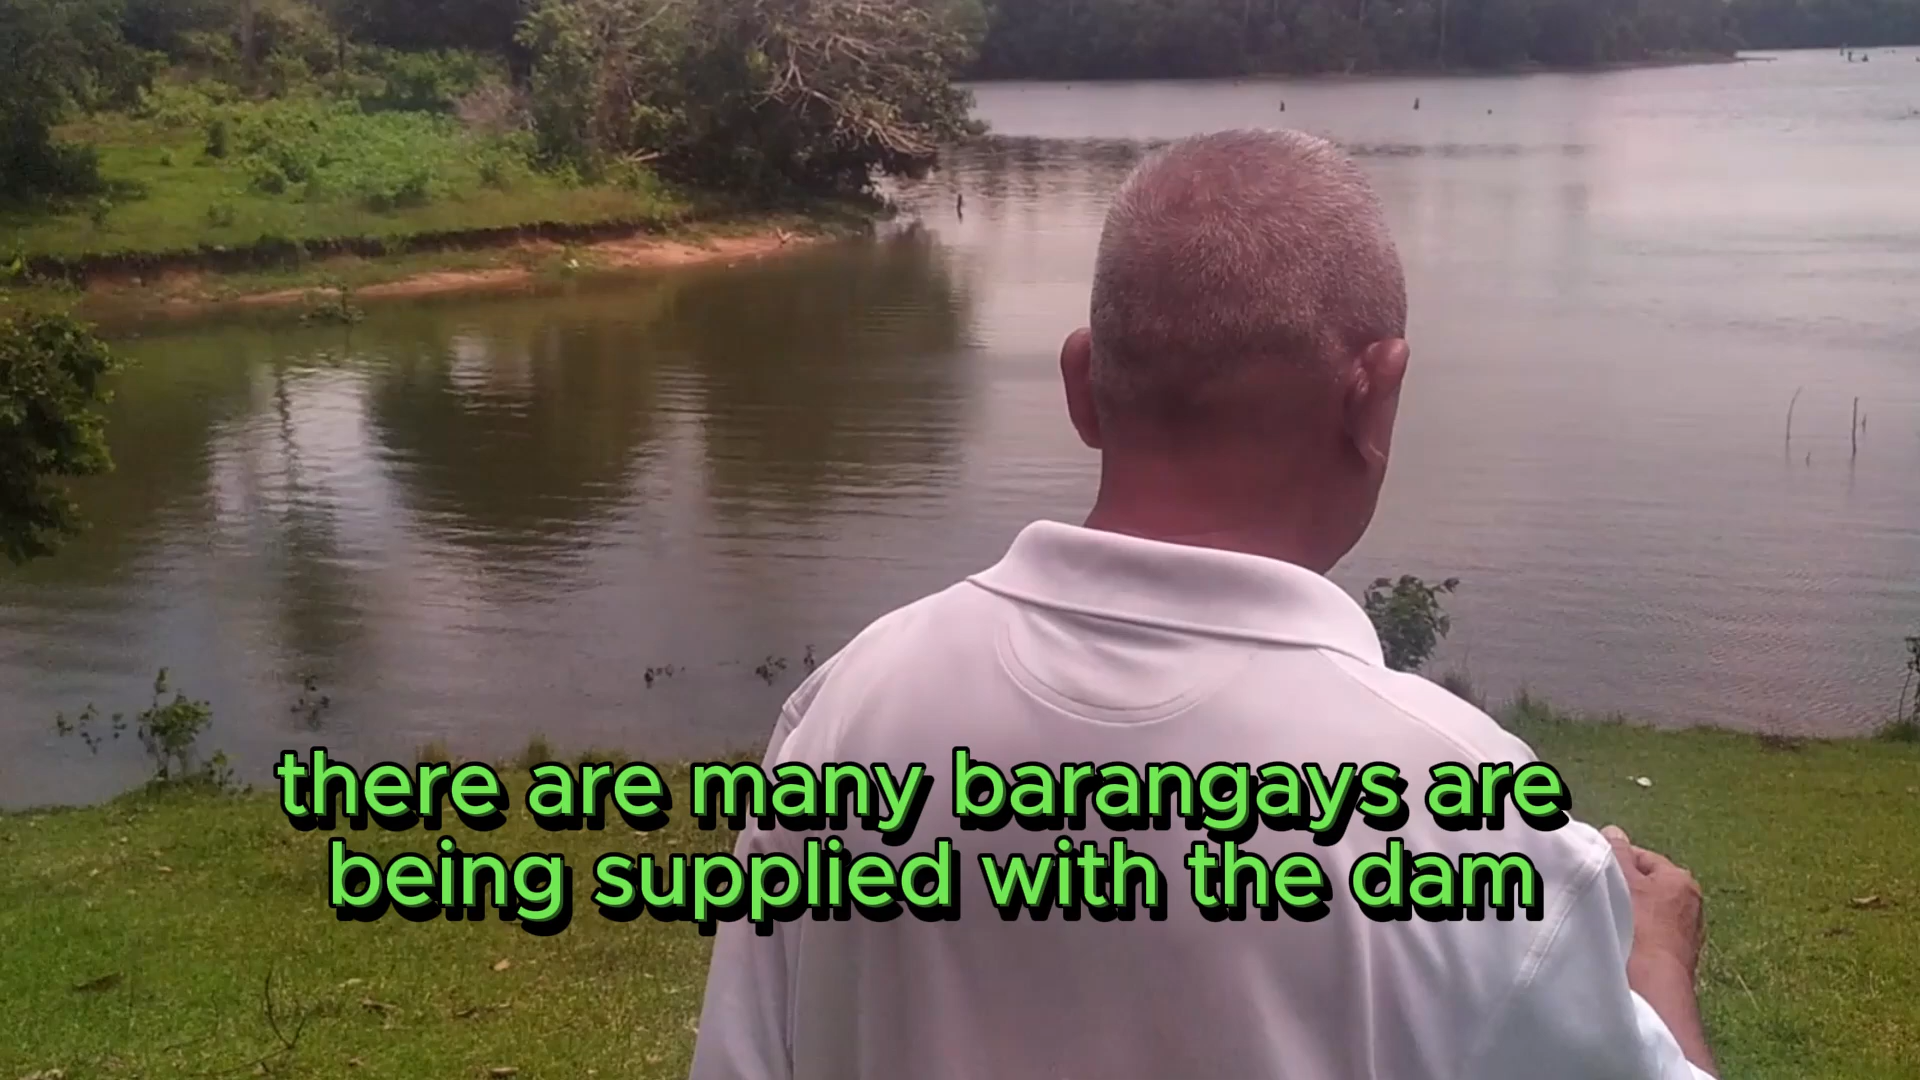 there are many barangays are
being supplied with the dam